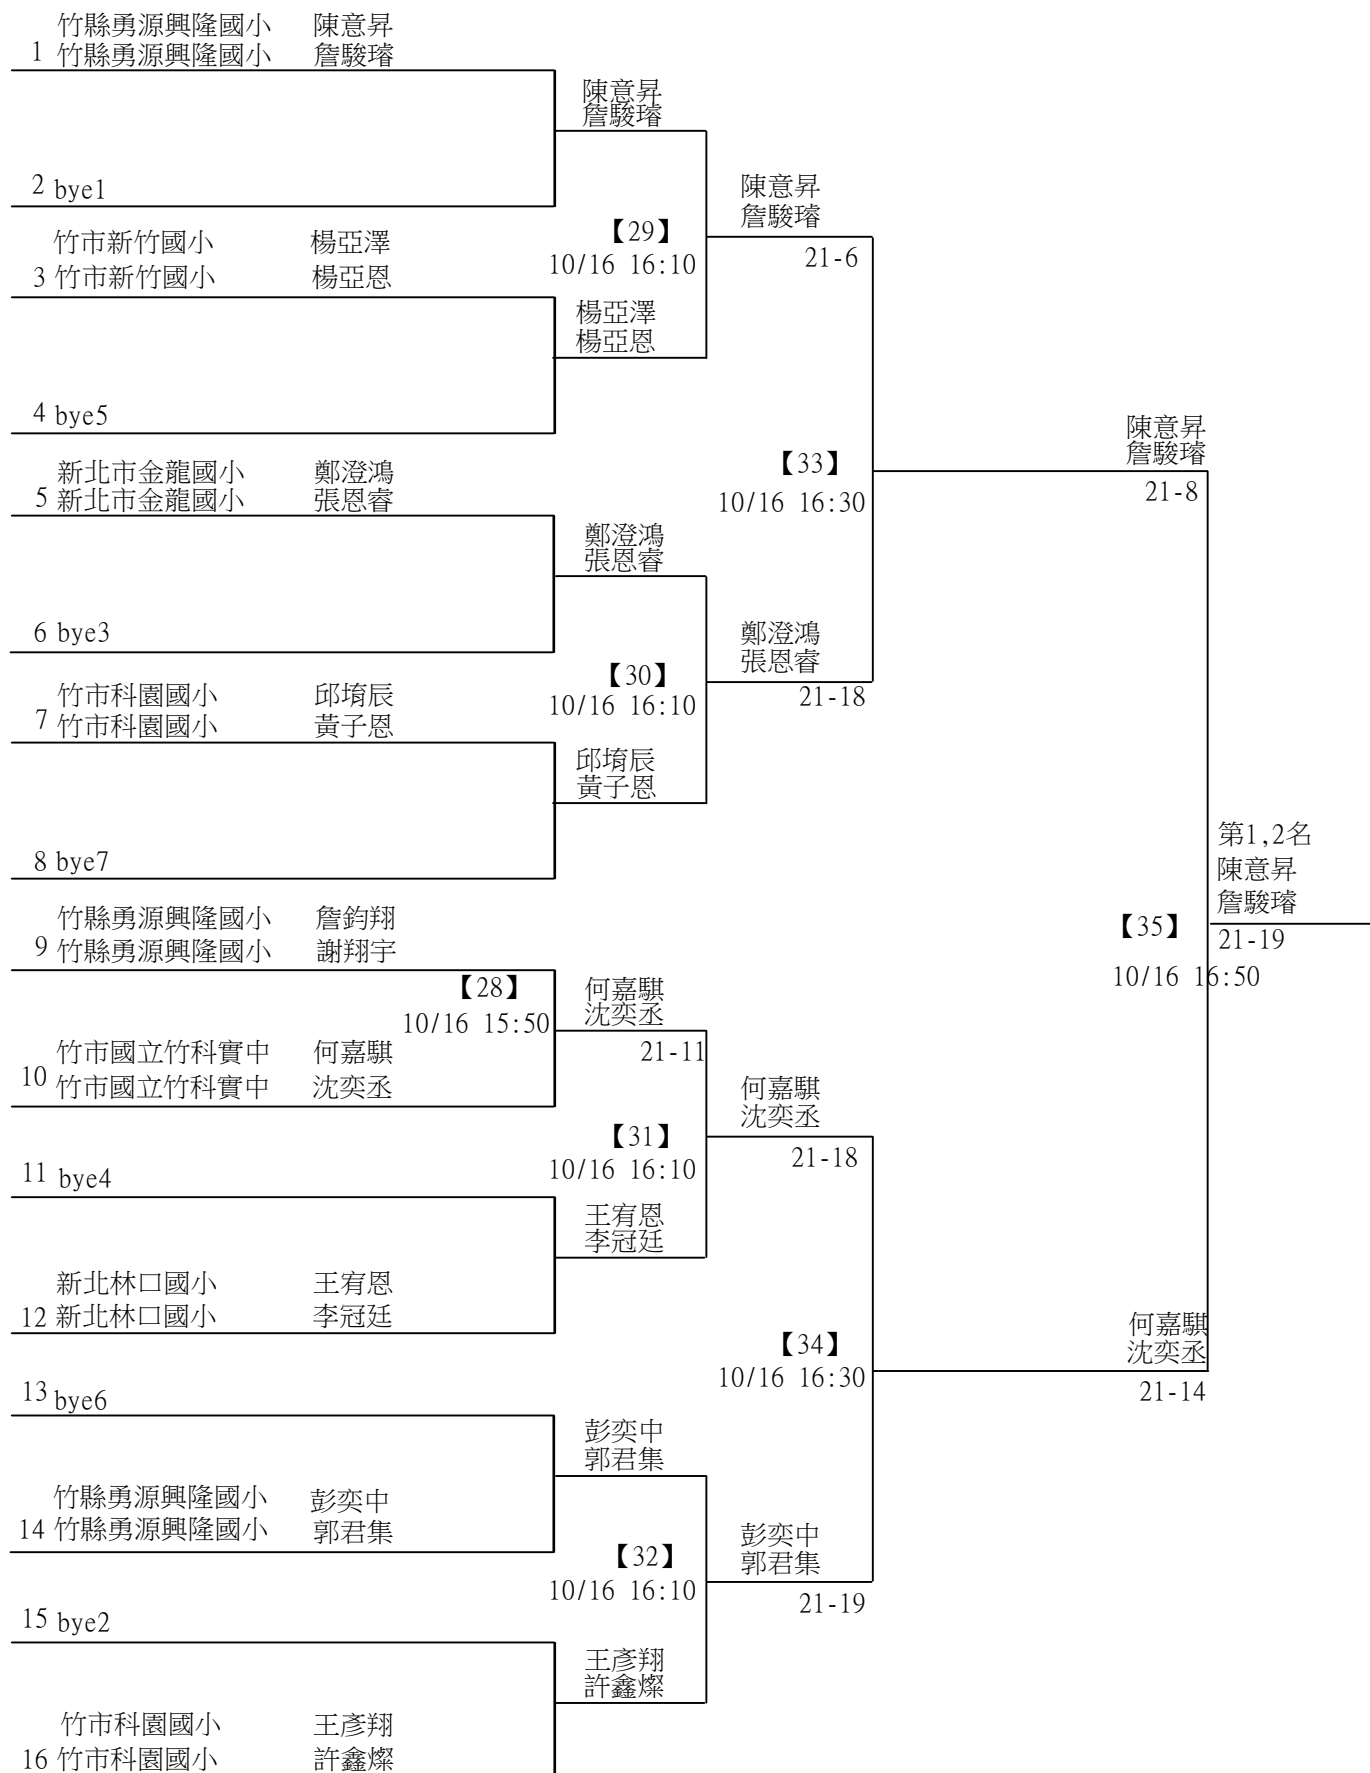 竹縣勇源興隆國小 陳意昇
1 竹縣勇源興隆國小 詹駿璿
陳意昇
詹駿璿
2 bye1
陳意昇
詹駿璿
21-6
竹市新竹國小 楊亞澤
3 竹市新竹國小 楊亞恩
【29】
10/16 16:10
楊亞澤
楊亞恩
4 bye5
陳意昇
詹駿璿
21-8
新北市金龍國小 鄭澄鴻
5 新北市金龍國小 張恩睿
【33】
10/16 16:30
鄭澄鴻
張恩睿
6 bye3
鄭澄鴻
張恩睿
21-18
竹市科園國小 邱堉辰
7 竹市科園國小 黃子恩
【30】
10/16 16:10
邱堉辰
黃子恩
8 bye7
第1,2名
陳意昇
詹駿璿
21-19
竹縣勇源興隆國小 詹鈞翔
9 竹縣勇源興隆國小 謝翔宇
【35】
10/16 16:50
【28】
10/16 15:50
何嘉騏
沈奕丞
21-11
竹市國立竹科實中 何嘉騏
10 竹市國立竹科實中 沈奕丞
何嘉騏
沈奕丞
21-18
【31】
10/16 16:10
11 bye4
王宥恩
李冠廷
新北林口國小 王宥恩
12 新北林口國小 李冠廷
【34】
10/16 16:30
何嘉騏
沈奕丞
21-14
13 bye6
彭奕中
郭君集
竹縣勇源興隆國小 彭奕中
14 竹縣勇源興隆國小 郭君集
彭奕中
郭君集
21-19
【32】
10/16 16:10
15 bye2
王彥翔
許鑫燦
竹市科園國小 王彥翔
16 竹市科園國小 許鑫燦